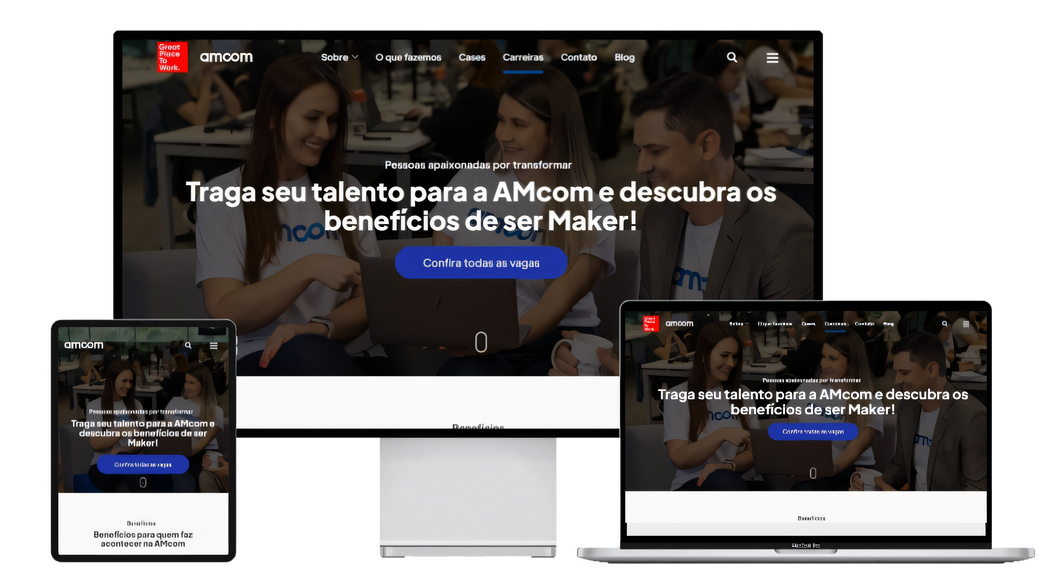 Great
Place
To
Work.
amcom
Sobre
O que fazemos
Cases
Carreiras
Contato
Blog
Pessoas apaixonadas por transformar
Traga seu talento para a AMcom e descubra os
benefícios de ser Maker!
Confira todas as vagas
Benefícios
amcom
Pessoas apaixonadas por transformar
Traga seu talento para a AMcom e
descubra os benefícios de ser
Maker!
Confira todas as vagas
Benefícios
Benefícios para quem faz
acontecer na AMcom
Great
Place
To
Work.
amcom
Sobre
O que fazemos
Cases
Carreiras
Contato
Blog
Pessoas apaixonadas por transformar
Traga seu talento para a AMcom e descubra os
benefícios de ser Maker!
Confira todas as vagas
Benefícios
MacBook Pro